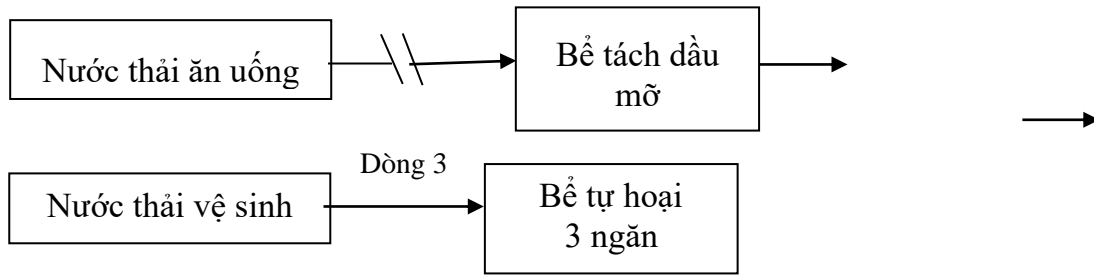 Nước thải ăn uống
Bể tách dầu
mỡ
Dòng 3
Nước thải vệ sinh
Bể tự hoại
3 ngăn